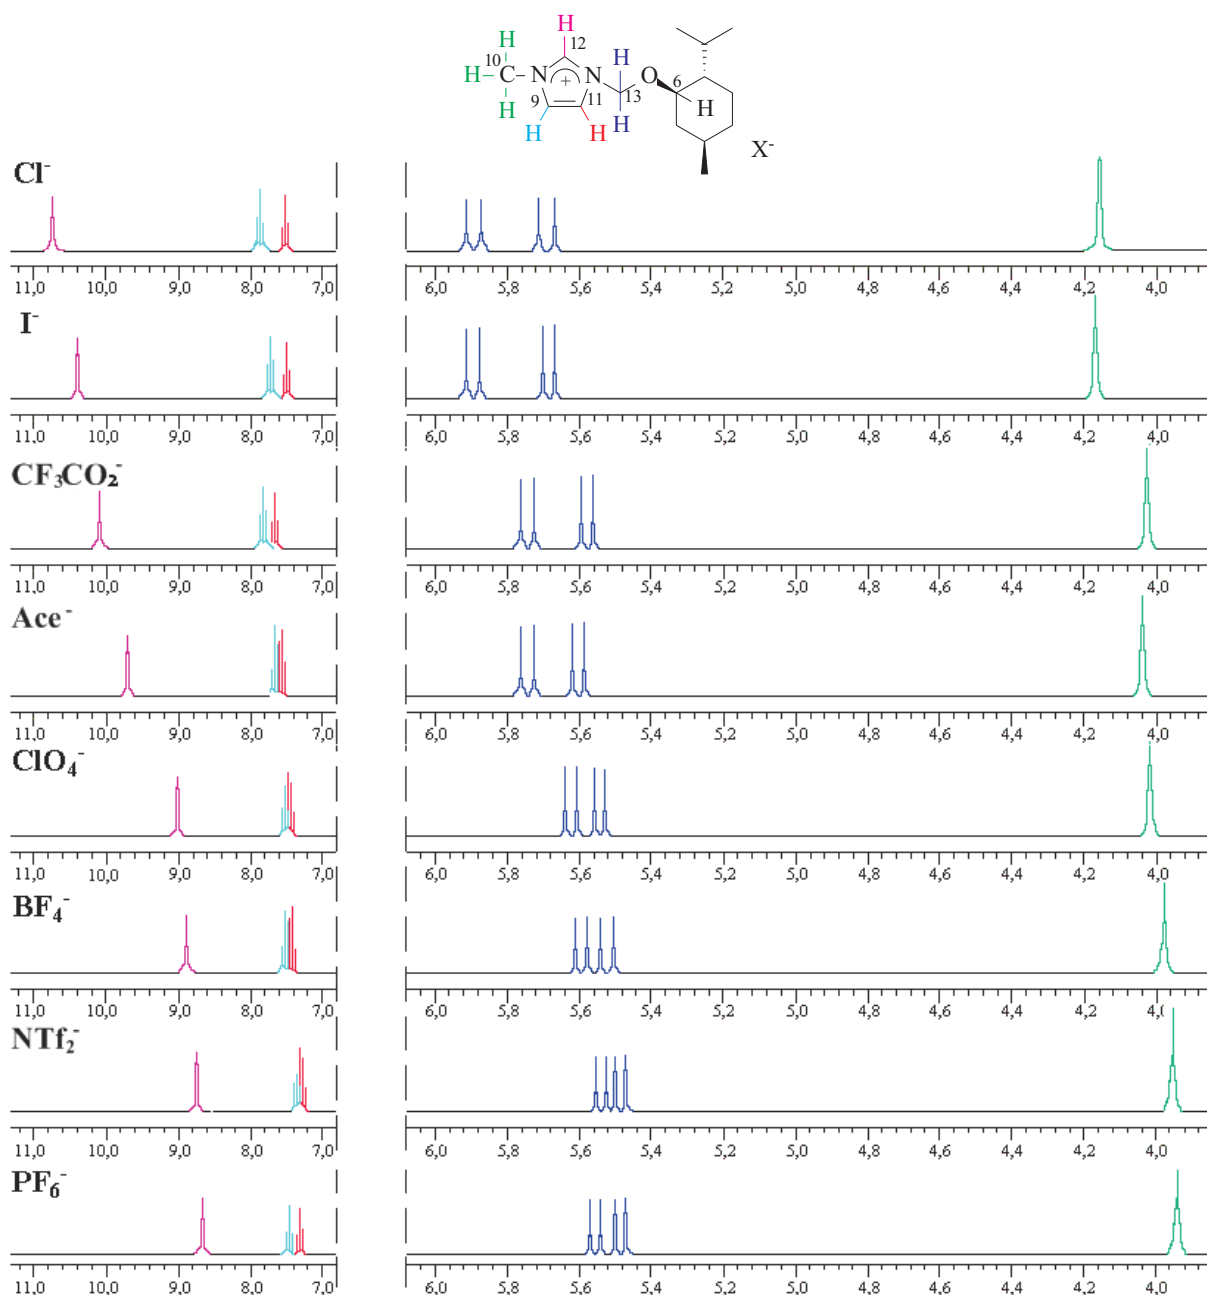 H 12
H H
10
H C N + N O 6
H 9 11 13 H
H H H
X-
Cl-
11,0 10,0 9,0 8,0 7,0 6,0 5,8 5,6 5,4 5,2 5,0 4,8 4,6 4,4 4,2 4,0
I-
11,0 10,0 9,0 8,0 7,0 6,0 5,8 5,6 5,4 5,2 5,0 4,8 4,6 4,4 4,2 4,0
CF3CO2-
11,0 10,0 9,0 8,0 7,0 6,0 5,8 5,6 5,4 5,2 5,0 4,8 4,6 4,4 4,2 4,0
Ace-
11,0 10,0 9,0 8,0 7,0 6,0 5,8 5,6 5,4 5,2 5,0 4,8 4,6 4,4 4,2 4,0
ClO4-
11,0 10,0 9,0 8,0 7,0 6,0 5,8 5,6 5,4 5,2 5,0 4,8 4,6 4,4 4,2 4,0
BF4-
11,0 10,0 9,0 8,0 7,0 6,0 5,8 5,6 5,4 5,2 5,0 4,8 4,6 4,4 4,2 4,0
NTf2-
11,0 10,0 9,0 8,0 7,0 6,0 5,8 5,6 5,4 5,2 5,0 4,8 4,6 4,4 4,2 4,0
PF6-
11,0 10,0 9,0 8,0 7,0 6,0 5,8 5,6 5,4 5,2 5,0 4,8 4,6 4,4 4,2 4,0